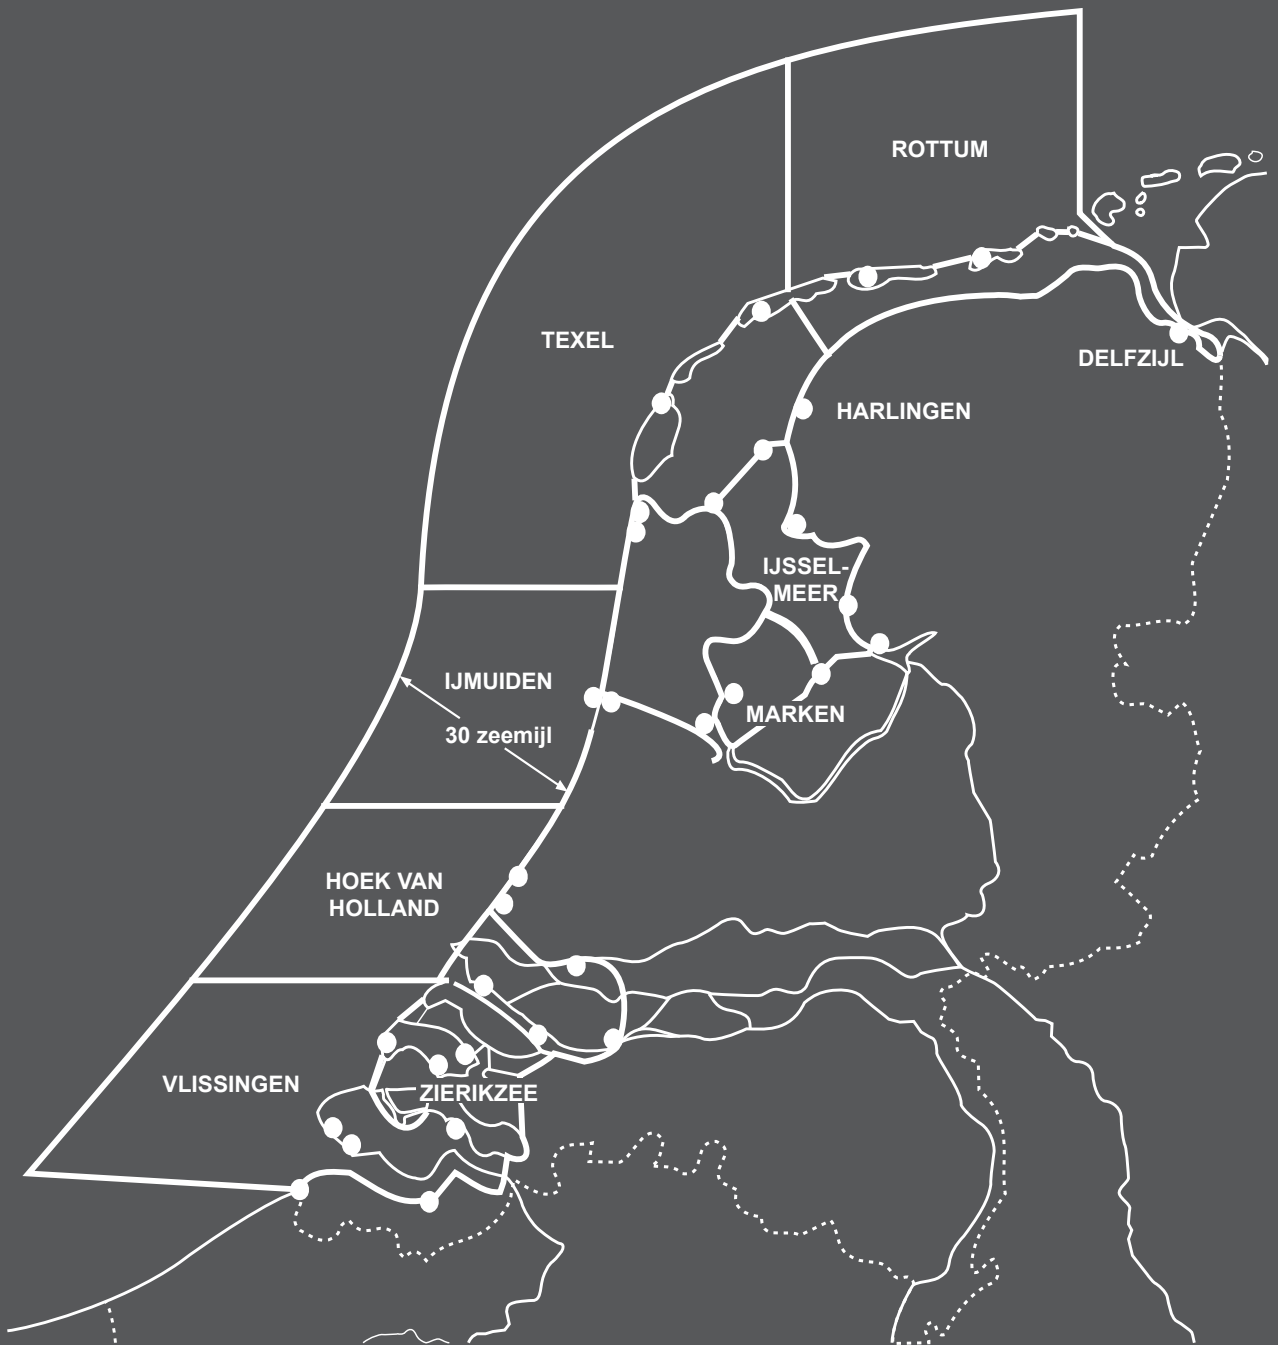 ROTTUM
TEXEL
DELFZIJL
HARLINGEN
IJSSEL-
MEER
IJMUIDEN
MARKEN
30 zeemijl
HOEK VAN
HOLLAND
VLISSINGEN
ZIERIKZEE